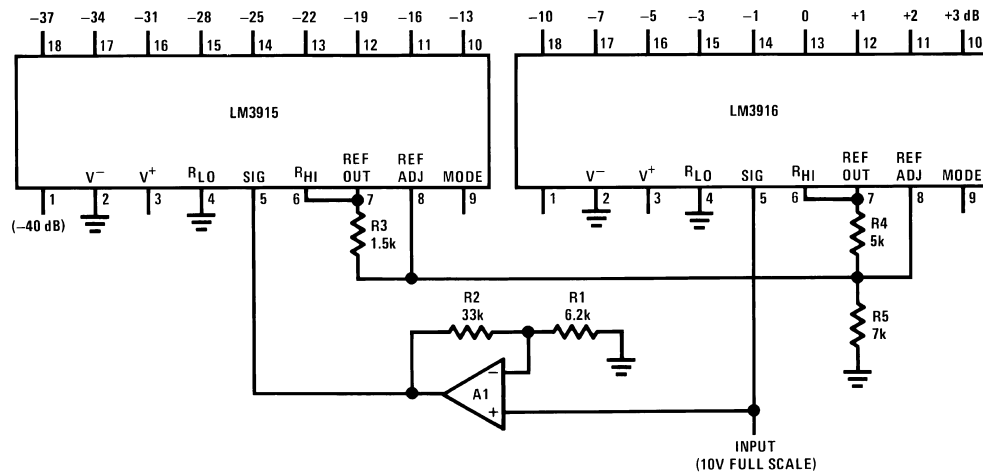 −37 −34 −31 −28 −25 −22 −19 −16 −13 −10 −7 −5 −3 −1 0 +1 +2 +3 dB
18 17 16 15 14 13 12 11 10 18 17 16 15 14 13 12 11 10
LM3915 LM3916
V− V+ RLO SIG RHI REF OUT REF ADJ MODE V− V+ RLO SIG RHI REF OUT REF ADJ MODE
1 2 3 4 5 6 7 8 9 1 2 3 4 5 6 7 8 9
(−40 dB)
R3
1.5k
R4
5k
R2
33k
R1
6.2k
R5
7k
−
A1
+
INPUT
(10V FULL SCALE)